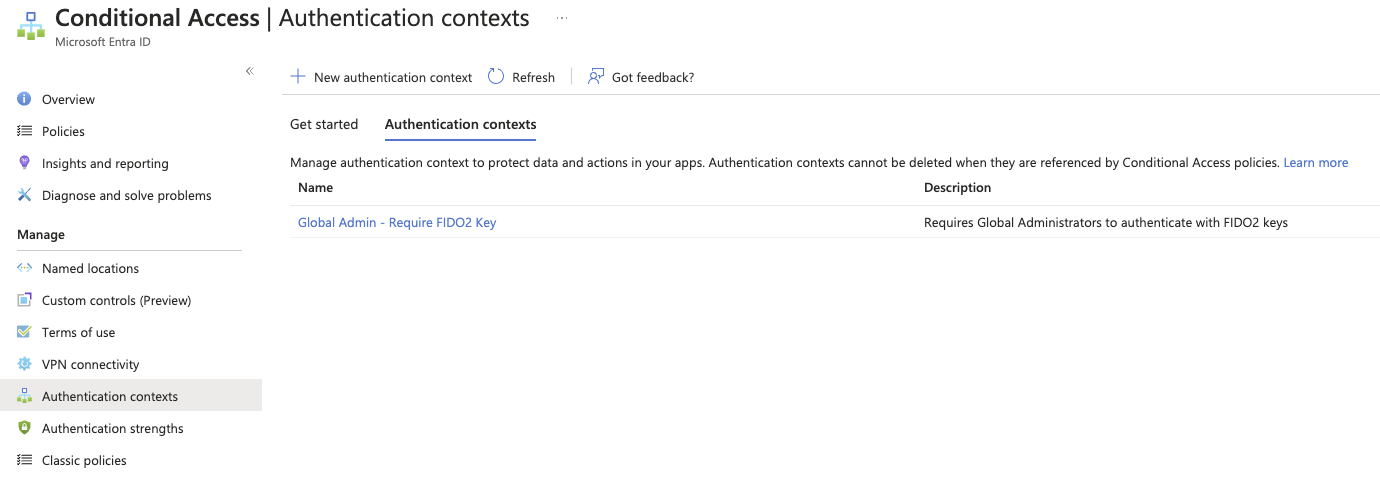 Conditional Access | Authentication contexts ...
Microsoft Entra ID
«
New authentication context Refresh Got feedback?
Overview
Policies
Insights and reporting
Diagnose and solve problems
Manage
Named locations
Custom controls (Preview)
Terms of use
VPN connectivity
Authentication contexts
Authentication strengths
Classic policies
Get started Authentication contexts
Manage authentication context to protect data and actions in your apps. Authentication contexts cannot be deleted when they are referenced by Conditional Access policies. Learn more
Name Description
Global Admin - Require FIDO2 Key Requires Global Administrators to authenticate with FIDO2 keys